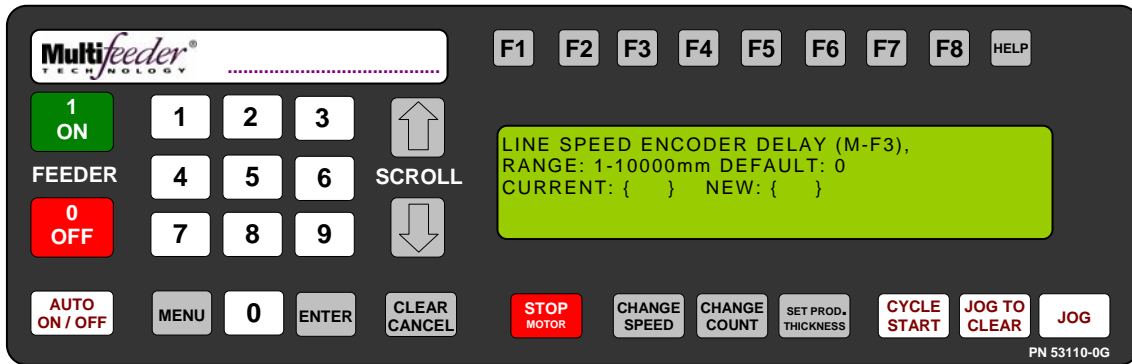 Multifeeder®
TECHNOLOGY
F1 F2 F3 F4 F5 F6 F7 F8 HELP
1
ON
FEEDER
0
OFF
1 2 3
4 5 6
7 8 9
SCROLL
LINE SPEED ENCODER DELAY (M-F3),
RANGE: 1-10000mm DEFAULT: 0
CURRENT: { } NEW: { }
AUTO
ON / OFF
MENU 0 ENTER
CLEAR
CANCEL
STOP
MOTOR
CHANGE
SPEED
CHANGE
COUNT
SET PROD.
THICKNESS
CYCLE
START
JOG TO
CLEAR
JOG
PN 53110-0G